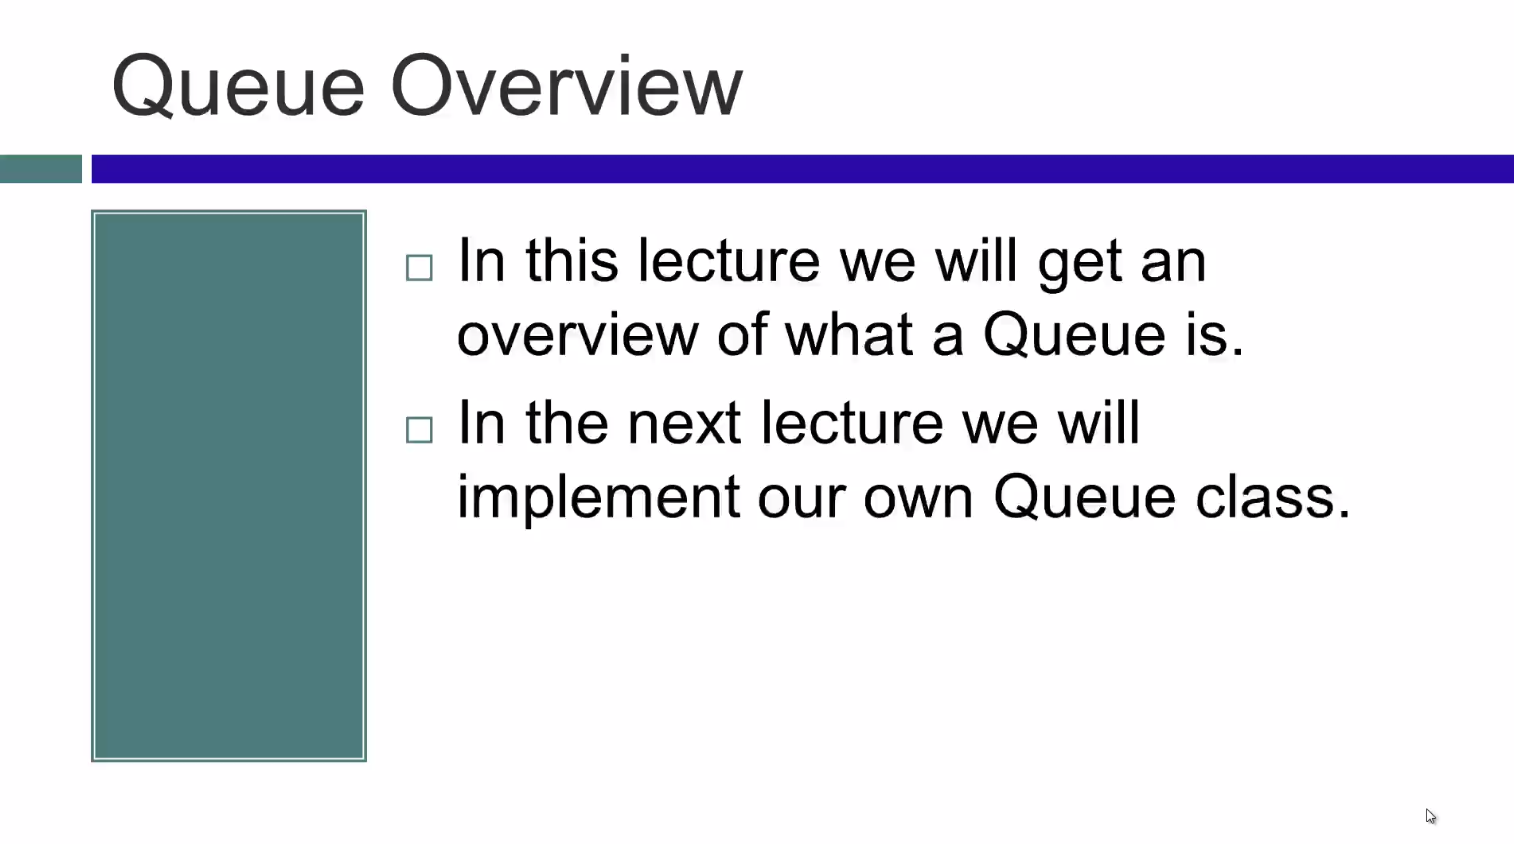 Queue Overview
In this lecture we will get an
overview of what a Queue is.
In the next lecture we will
implement our own Queue class.